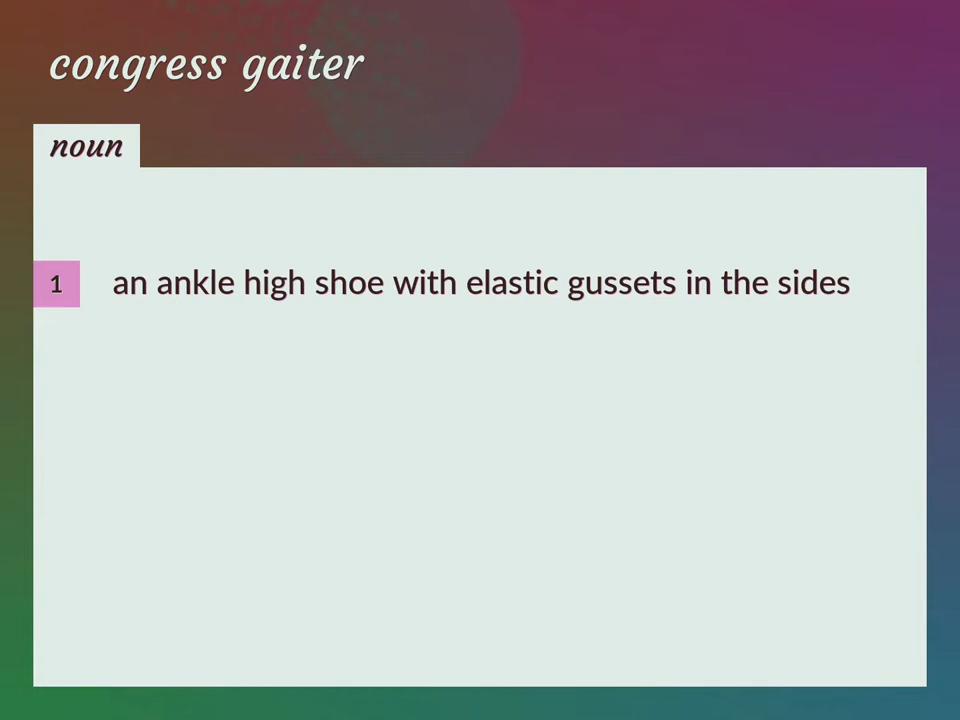 congress gaiter
noun
1 an ankle high shoe with elastic gussets in the sides